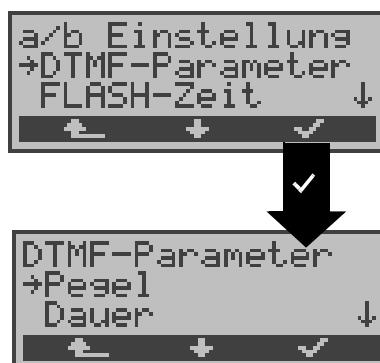 a/b Einstellung
→DTMF-Parameter
FLASH-Zeit ↓
DTMF-Parameter
→Pegel
Dauer ↓